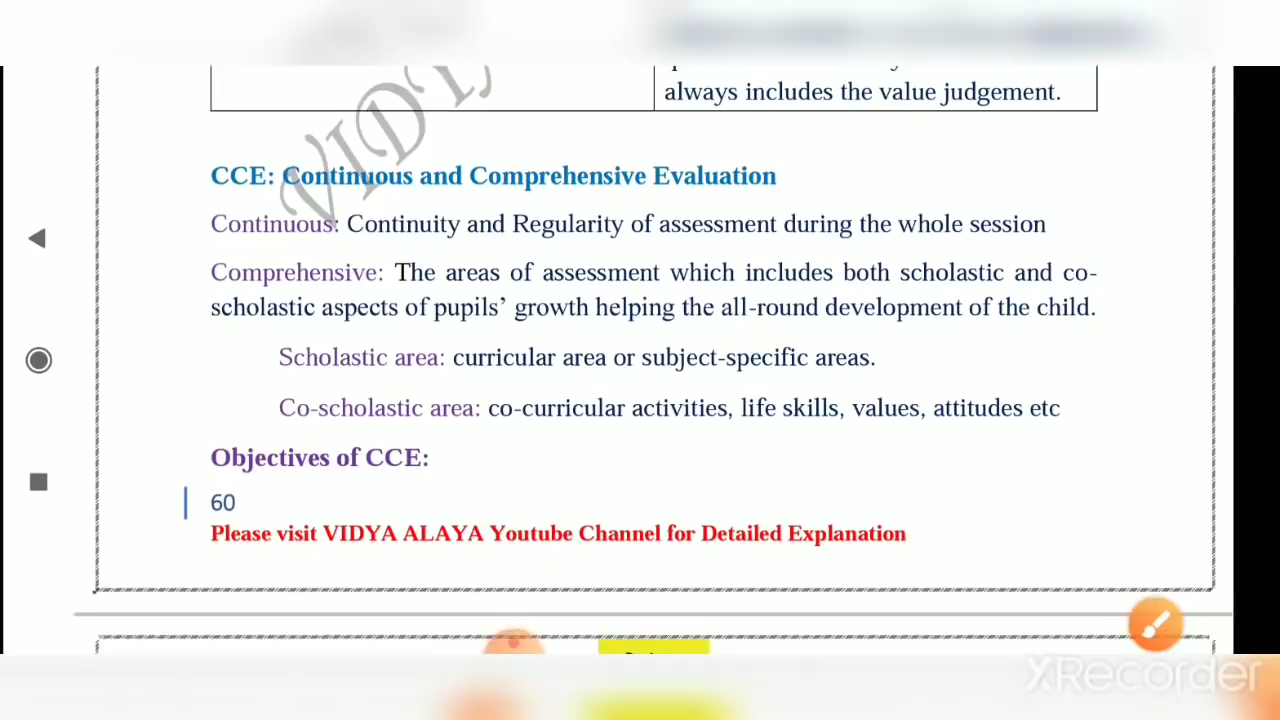 always includes the value judgement.
VIDY
CCE: Continuous and Comprehensive Evaluation
Continuous: Continuity and Regularity of assessment during the whole session
Comprehensive: The areas of assessment which includes both scholastic and co-
scholastic aspects of pupils’ growth helping the all-round development of the child.
Scholastic area: curricular area or subject-specific areas.
Co-scholastic area: co-curricular activities, life skills, values, attitudes etc
Objectives of CCE:
60
Please visit VIDYA ALAYA Youtube Channel for Detailed Explanation
XRecorder